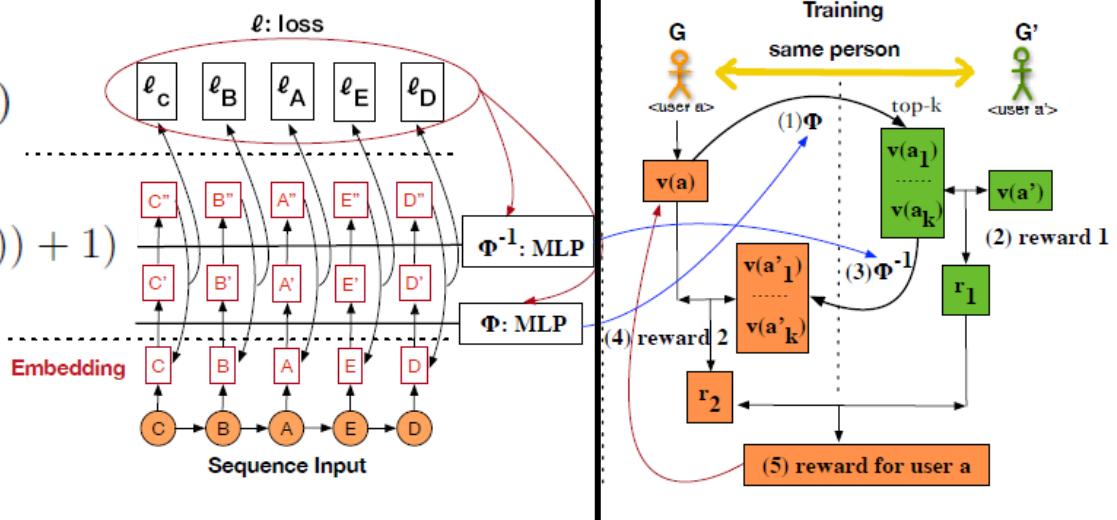 ℓ: loss
ℓC ℓB ℓA ℓE ℓD
)
C" B" A" E" D"
)) + 1)
Φ-1: MLP
C' B' A' E' D'
Φ: MLP
Embedding
C B A E D
C B A E D
Sequence Input
Training
G
G'
same person
<user a>
<user a'>
top-k
(1)Φ
v(a)
v(a1)
......
v(ak)
v(a')
(2) reward 1
(3)Φ-1
r1
v(a'1)
......
v(a'k)
(4) reward 2
r2
(5) reward for user a